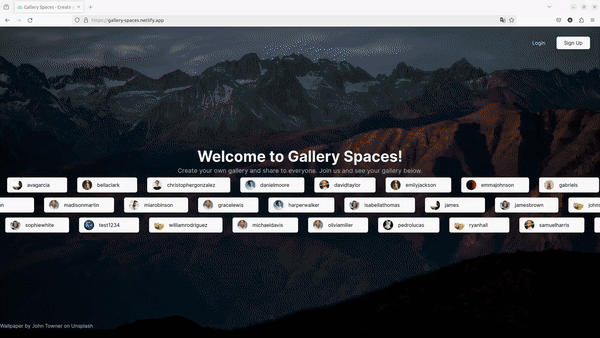 Gallery Spaces - Create
https://gallery-spaces.netlify.app
Login
Sign Up
Welcome to Gallery Spaces!
Create your own gallery and share to everyone. Join us and see your gallery below.
avagarcia
bellaclark
christophergonzalez
danielmoore
davidtaylor
emilyjackson
emmajohnson
gabriels
n
madisonmartin
miarobinson
gracelewis
harperwalker
isabellathomas
james
jamesbrown
john
sophiewhite
test1234
williamrodriguez
michaeldavis
oliviamiller
pedrolucas
ryanhall
samuelharris
Wallpaper by John Towner on Unsplash